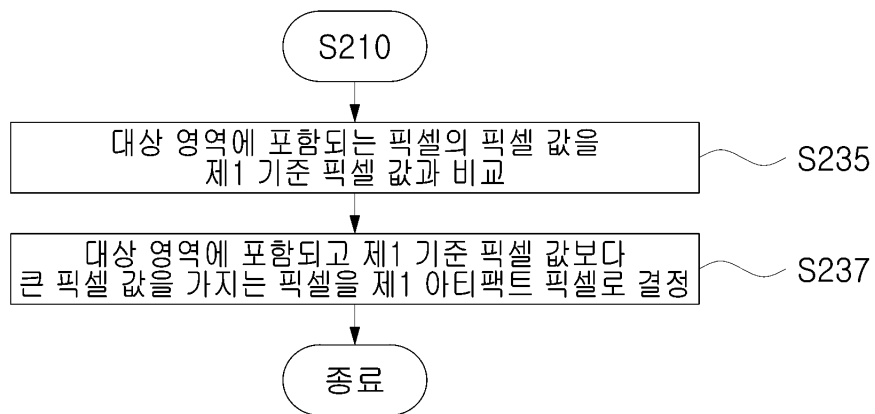 S210
대상 영역에 포함되는 픽셀의 픽셀 값을
제1 기준 픽셀 값과 비교
S235
대상 영역에 포함되고 제1 기준 픽셀 값보다
큰 픽셀 값을 가지는 픽셀을 제1 아티팩트 픽셀로 결정
S237
종료